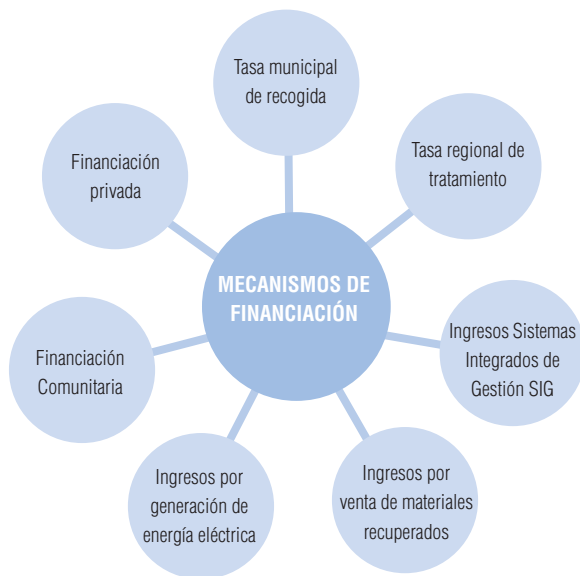 Tasa municipal
de recogida
Tasa regional de
tratamiento
Financiación
privada
MECANISMOS DE
FINANCIACIÓN
Ingresos Sistemas
Integrados de
Gestión SIG
Financiación
Comunitaria
Ingresos por
venta de materiales
recuperados
Ingresos por
generación de
energía eléctrica